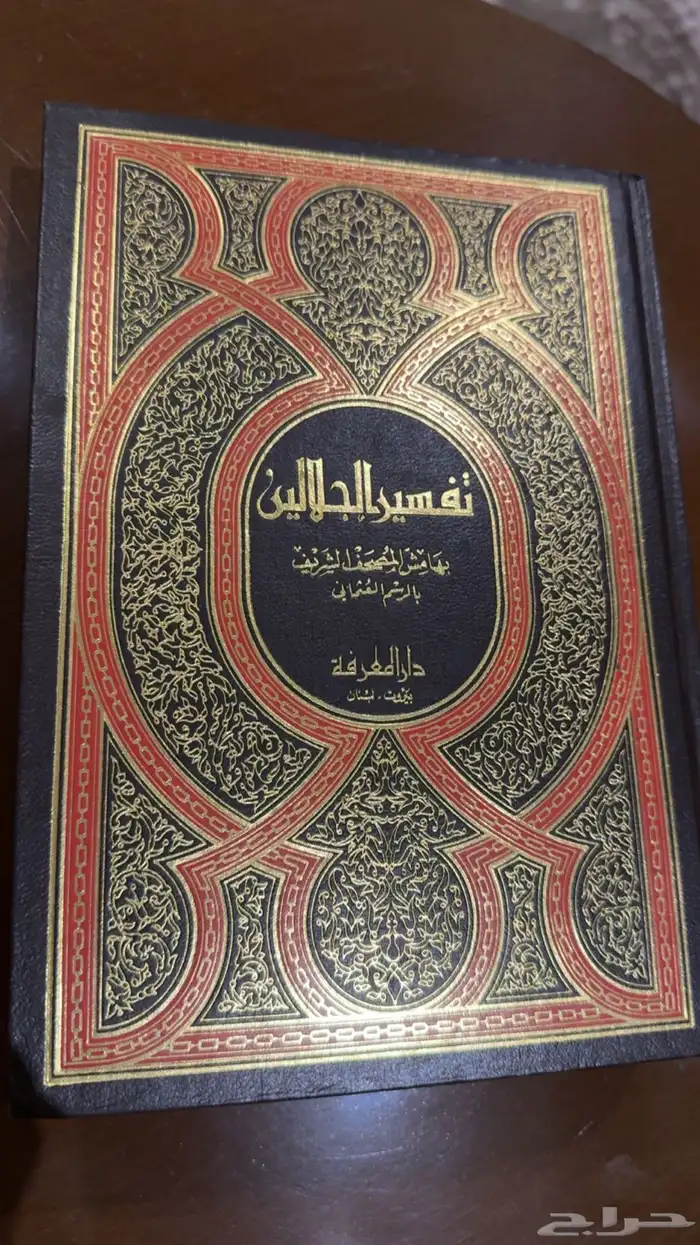 تفسير الجلالين
بهامش المصحف الشريف
بالرسم العثماني
دار المعرفة
بيروت - لبنان
حراج